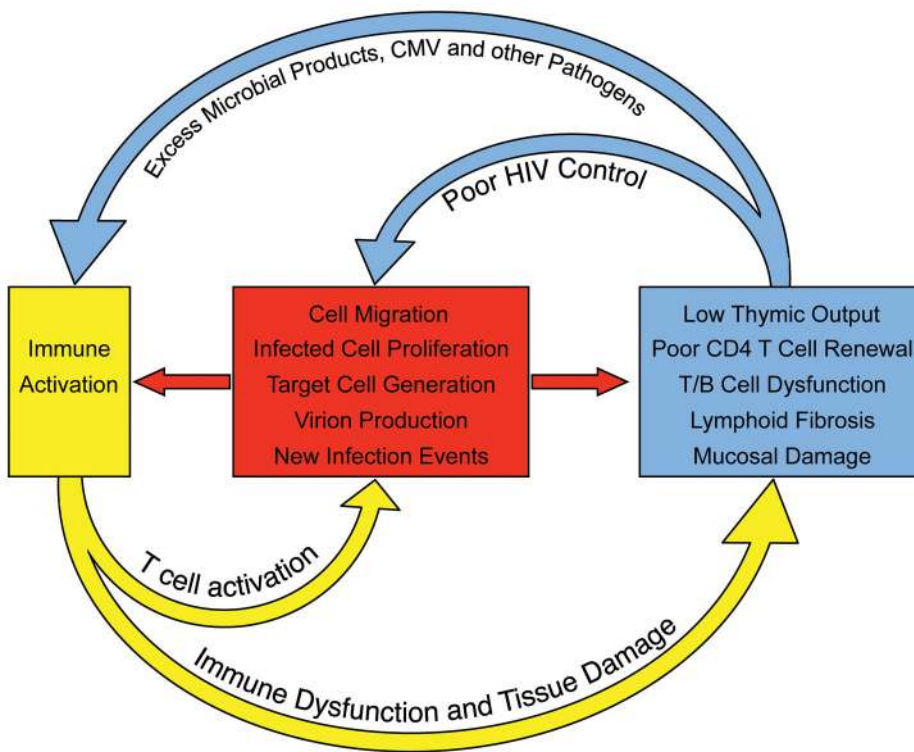 Excess Microbial Products, CMV and other Pathogens
Poor HIV Control
Immune
Activation
Cell Migration
Infected Cell Proliferation
Target Cell Generation
Virion Production
New Infection Events
Low Thymic Output
Poor CD4 T Cell Renewal
T/B Cell Dysfunction
Lymphoid Fibrosis
Mucosal Damage
T cell activation
Immune Dysfunction and Tissue Damage